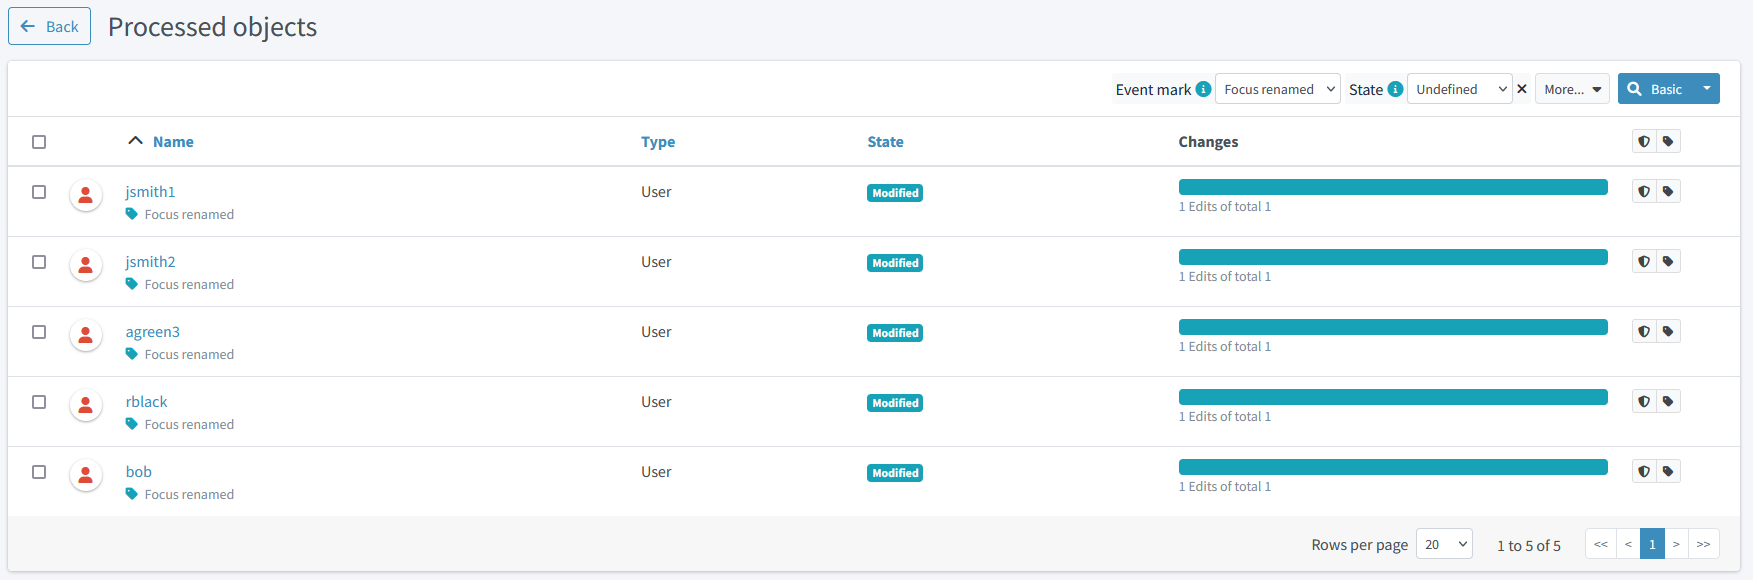 Back Processed objects
Event mark Focus renamed State Undefined More... Basic
Name Type State Changes
jsmith1 User Modified
Focus renamed 1 Edits of total 1
jsmith2 User Modified
Focus renamed 1 Edits of total 1
agreen3 User Modified
Focus renamed 1 Edits of total 1
rblack User Modified
Focus renamed 1 Edits of total 1
bob User Modified
Focus renamed 1 Edits of total 1
Rows per page 20 1 to 5 of 5 << < 1 > >>